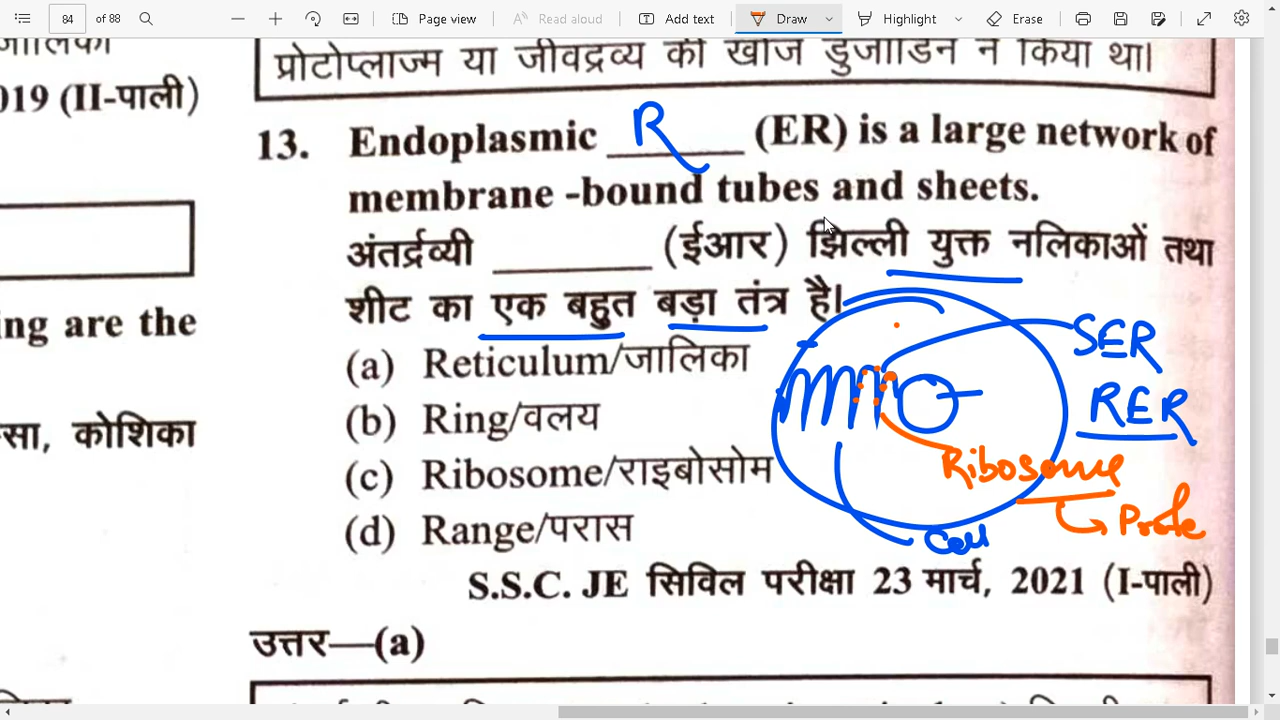 84 of 88 Page view Read aloud Add text Draw Highlight Erase
जालिका
प्रोटोप्लाज्म या जीवद्रव्य की खोज डुजार्डिन ने किया था।
019 (II-पाली)
13. Endoplasmic R (ER) is a large network of
membrane -bound tubes and sheets.
अंतर्द्रव्यी ______ (ईआर) झिल्ली युक्त नलिकाओं तथा
शीट का एक बहुत बड़ा तंत्र है।
ing are the
(a) Reticulum/जालिका
SER
(b) Ring/वलय
RER
सा, कोशिका
(c) Ribosome/राइबोसोम
Ribosome
(d) Range/परास
Prote
Cell
S.S.C. JE सिविल परीक्षा 23 मार्च, 2021 (I-पाली)
उत्तर—(a)